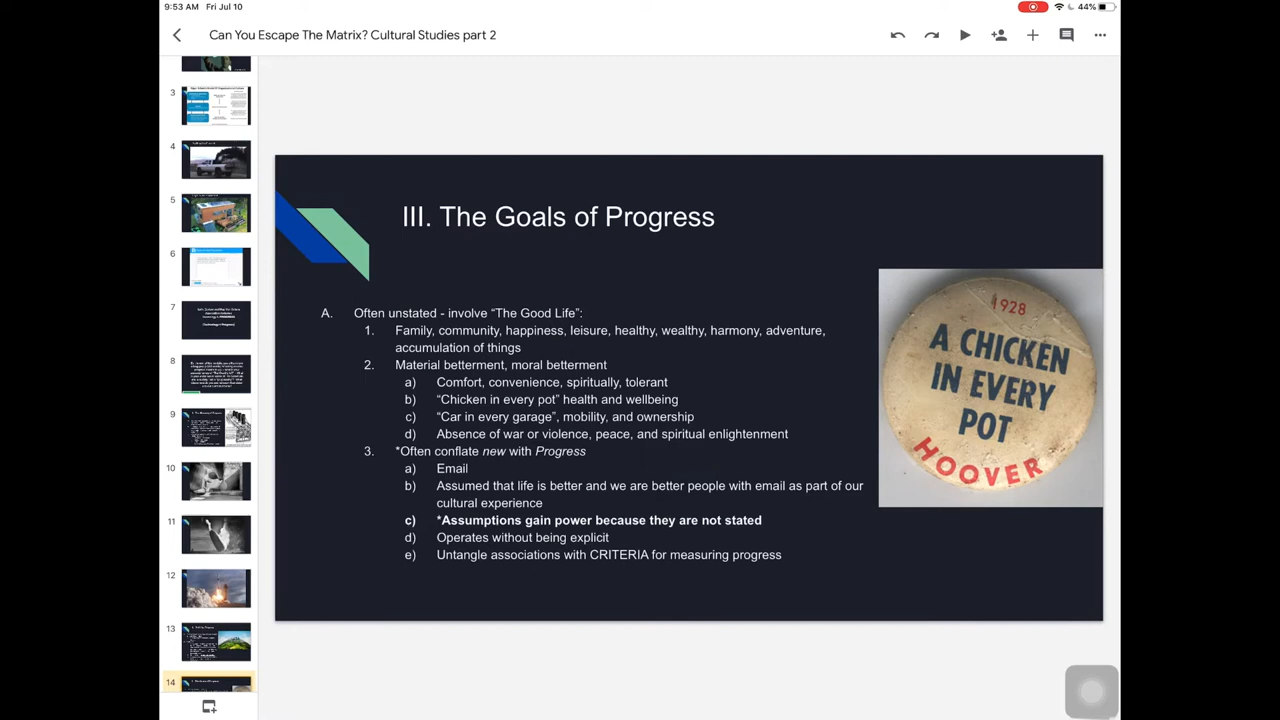 9:53 AM Fri Jul 10
44%
Can You Escape The Matrix? Cultural Studies part 2
3
4
5
6
7
8
9
10
11
12
13
14
III. The Goals of Progress
A. Often unstated - involve “The Good Life”:
1. Family, community, happiness, leisure, healthy, wealthy, harmony, adventure,
accumulation of things
2. Material betterment, moral betterment
a) Comfort, convenience, spiritually, tolerant
b) “Chicken in every pot” health and wellbeing
c) “Car in every garage”, mobility, and ownership
d) Absence of war or violence, peace, and spiritual enlightenment
3. *Often conflate new with Progress
a) Email
b) Assumed that life is better and we are better people with email as part of our
cultural experience
c) *Assumptions gain power because they are not stated
d) Operates without being explicit
e) Untangle associations with CRITERIA for measuring progress
1928
A CHICKEN
IN EVERY
POT
HOOVER